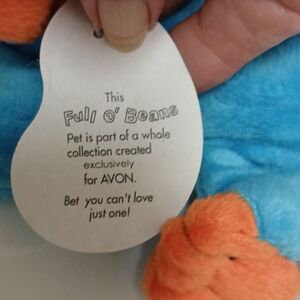 This
Full O' Beans
Pet is part of a whole
collection created
exclusively
for AVON.
Bet you can't love
just one!